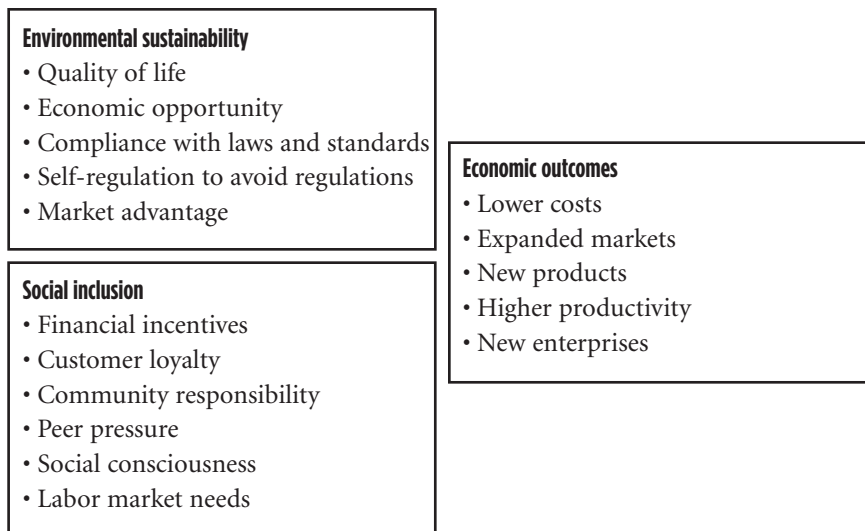 Environmental sustainability
• Quality of life
• Economic opportunity
• Compliance with laws and standards
• Self-regulation to avoid regulations
• Market advantage
Social inclusion
• Financial incentives
• Customer loyalty
• Community responsibility
• Peer pressure
• Social consciousness
• Labor market needs
Economic outcomes
• Lower costs
• Expanded markets
• New products
• Higher productivity
• New enterprises